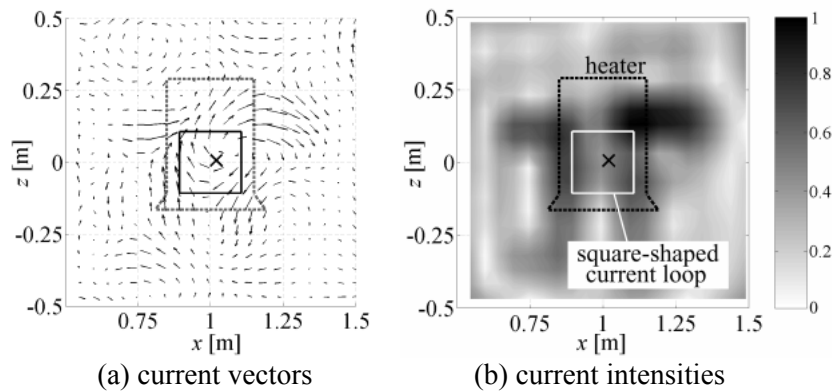 0.5
0.25
0
-0.25
-0.5
z [m]
0.75
1
1.25
1.5
x [m]
(a) current vectors
0.5
0.25
0
-0.25
-0.5
z [m]
heater
square-shaped
current loop
0.75
1
1.25
1.5
x [m]
(b) current intensities
1
0.8
0.6
0.4
0.2
0